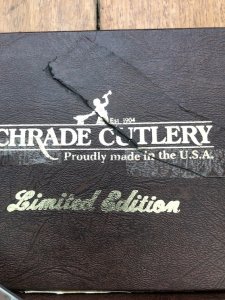 Est. 1904
CHRADE CUTLERY
Proudly made in the U.S.A.
Limited Edition